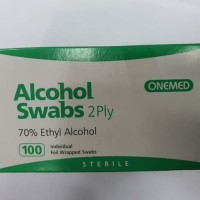 ONEMED
Alcohol
Swabs 2Ply
70% Ethyl Alcohol
100 Individual
Foil Wrapped Swabs
STERILE